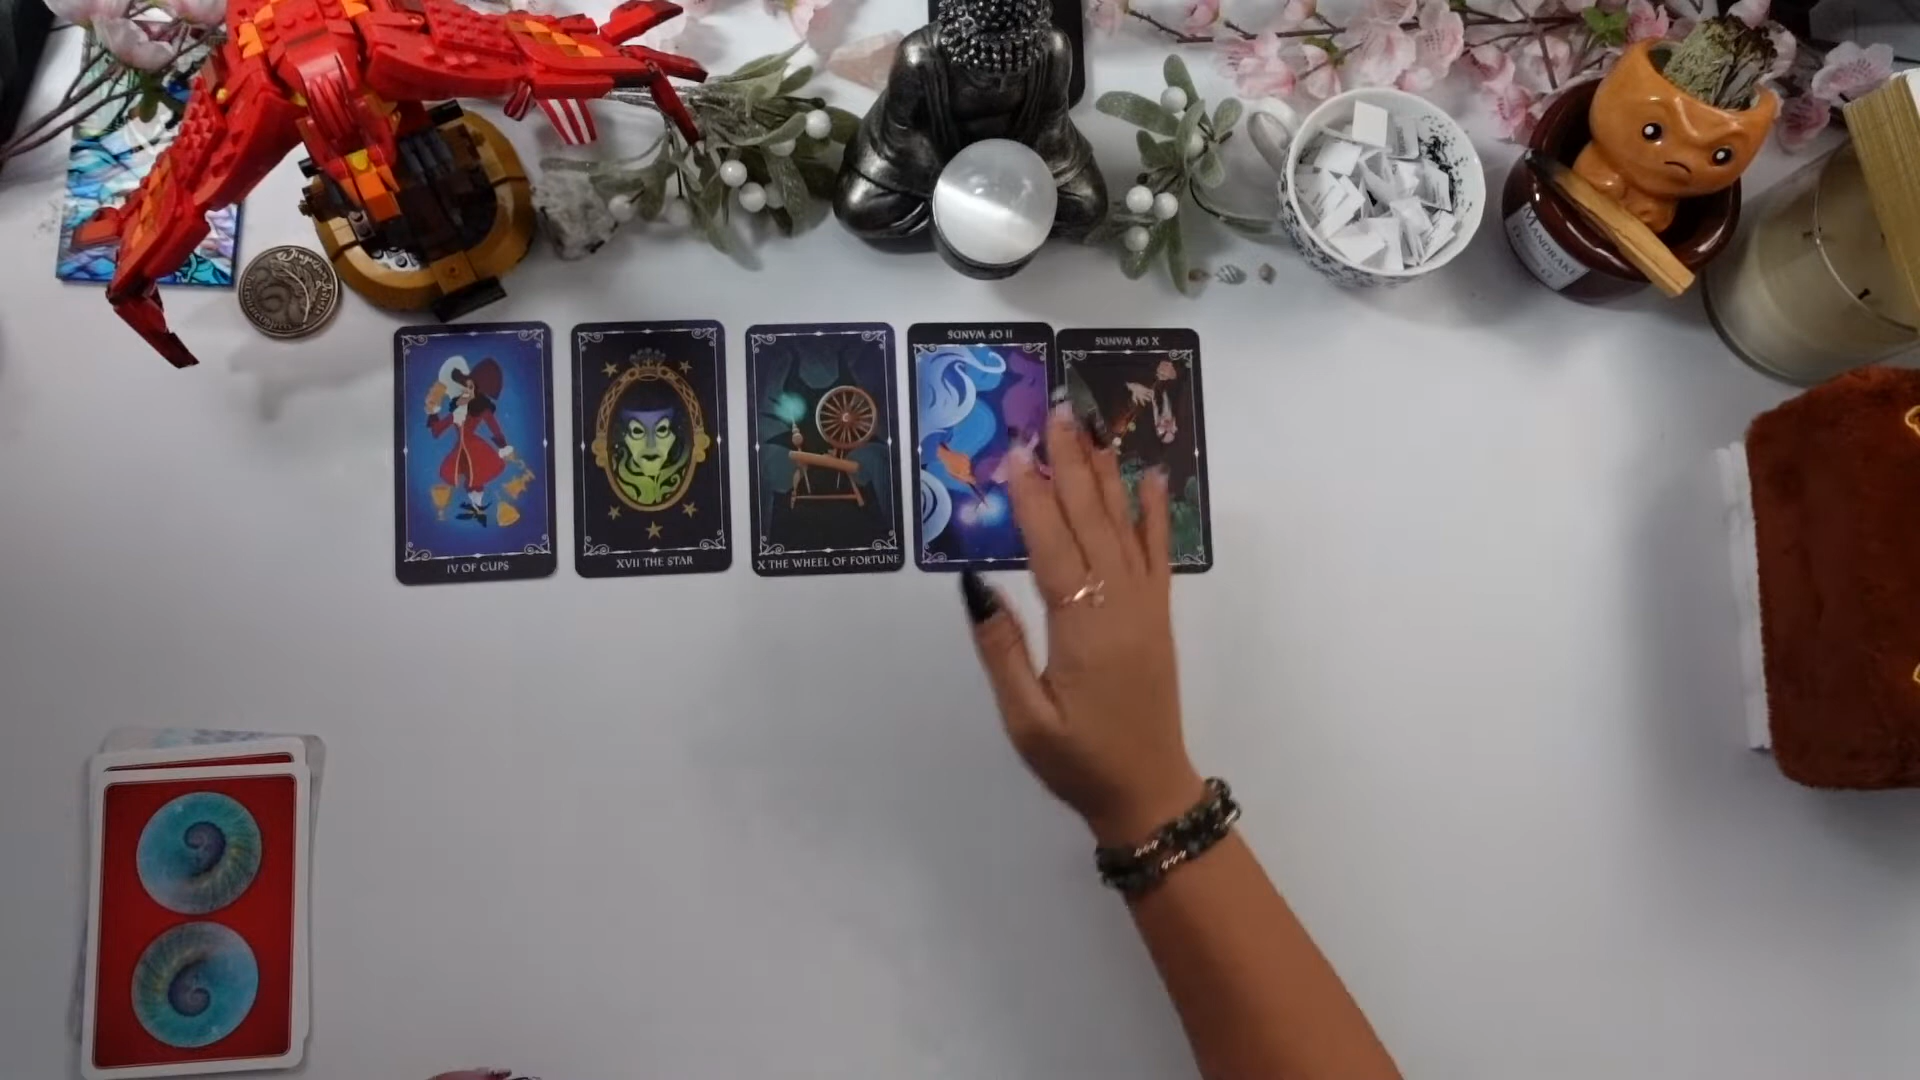 IV OF CUPS
XVII THE STAR
X THE WHEEL OF FORTUNE
II OF WANDS
X OF WANDS
MANDRAKE